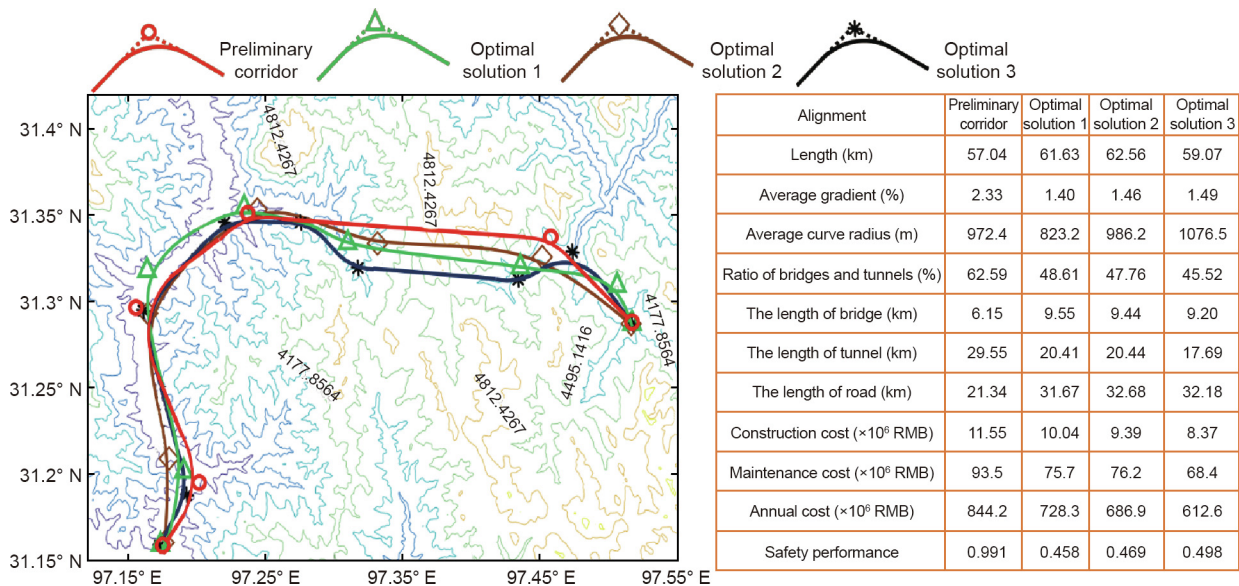 Preliminary
corridor
Optimal
solution 1
Optimal
solution 2
Optimal
solution 3
31.4° N
31.35° N
31.3° N
31.25° N
31.2° N
31.15° N
97.15° E
97.25° E
97.35° E
97.45° E
97.55° E
4812.4267
4812.4267
4177.8564
4495.1416
4177.8564
4812.4267
Alignment Preliminary corridor Optimal solution 1 Optimal solution 2 Optimal solution 3
Length (km) 57.04 61.63 62.56 59.07
Average gradient (%) 2.33 1.40 1.46 1.49
Average curve radius (m) 972.4 823.2 986.2 1076.5
Ratio of bridges and tunnels (%) 62.59 48.61 47.76 45.52
The length of bridge (km) 6.15 9.55 9.44 9.20
The length of tunnel (km) 29.55 20.41 20.44 17.69
The length of road (km) 21.34 31.67 32.68 32.18
Construction cost (×10⁶ RMB) 11.55 10.04 9.39 8.37
Maintenance cost (×10⁶ RMB) 93.5 75.7 76.2 68.4
Annual cost (×10⁶ RMB) 844.2 728.3 686.9 612.6
Safety performance 0.991 0.458 0.469 0.498